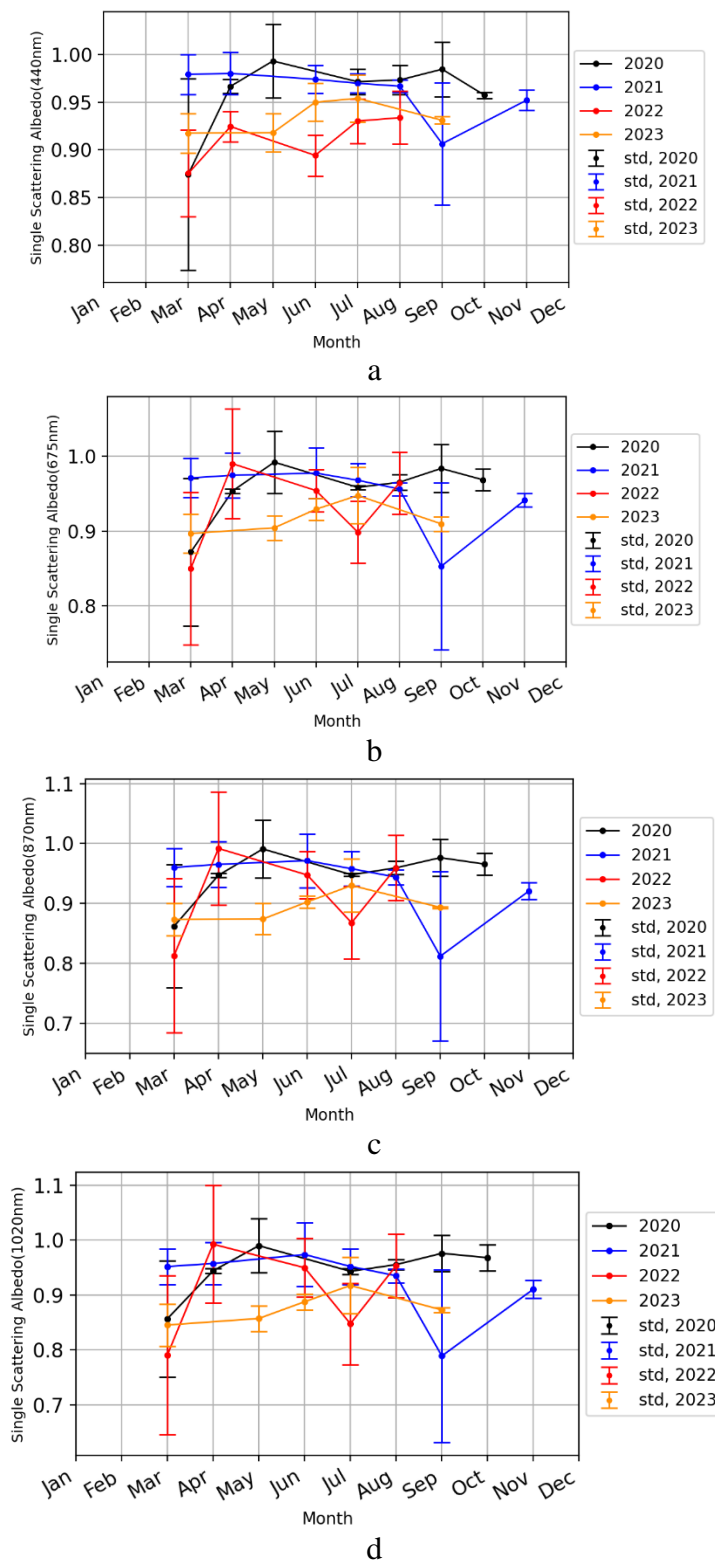 Single Scattering Albedo(440nm)
1.00
0.95
0.90
0.85
0.80
Jan
Feb
Mar
Apr
May
Jun
Jul
Aug
Sep
Oct
Nov
Dec
Month
2020
2021
2022
2023
std, 2020
std, 2021
std, 2022
std, 2023
a
Single Scattering Albedo(675nm)
1.0
0.9
0.8
Jan
Feb
Mar
Apr
May
Jun
Jul
Aug
Sep
Oct
Nov
Dec
Month
2020
2021
2022
2023
std, 2020
std, 2021
std, 2022
std, 2023
b
Single Scattering Albedo(870nm)
1.1
1.0
0.9
0.8
0.7
Jan
Feb
Mar
Apr
May
Jun
Jul
Aug
Sep
Oct
Nov
Dec
Month
2020
2021
2022
2023
std, 2020
std, 2021
std, 2022
std, 2023
c
Single Scattering Albedo(1020nm)
1.1
1.0
0.9
0.8
0.7
Jan
Feb
Mar
Apr
May
Jun
Jul
Aug
Sep
Oct
Nov
Dec
Month
2020
2021
2022
2023
std, 2020
std, 2021
std, 2022
std, 2023
d